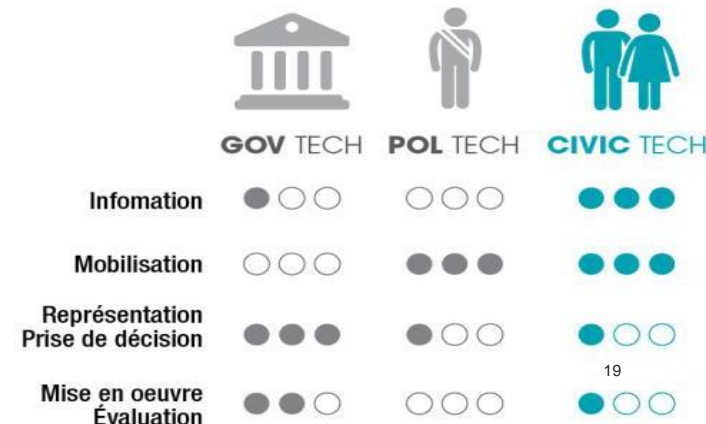 GOV TECH POL TECH CIVIC TECH
Infomation
Mobilisation
Représentation
Prise de décision
19
Mise en oeuvre
Évaluation